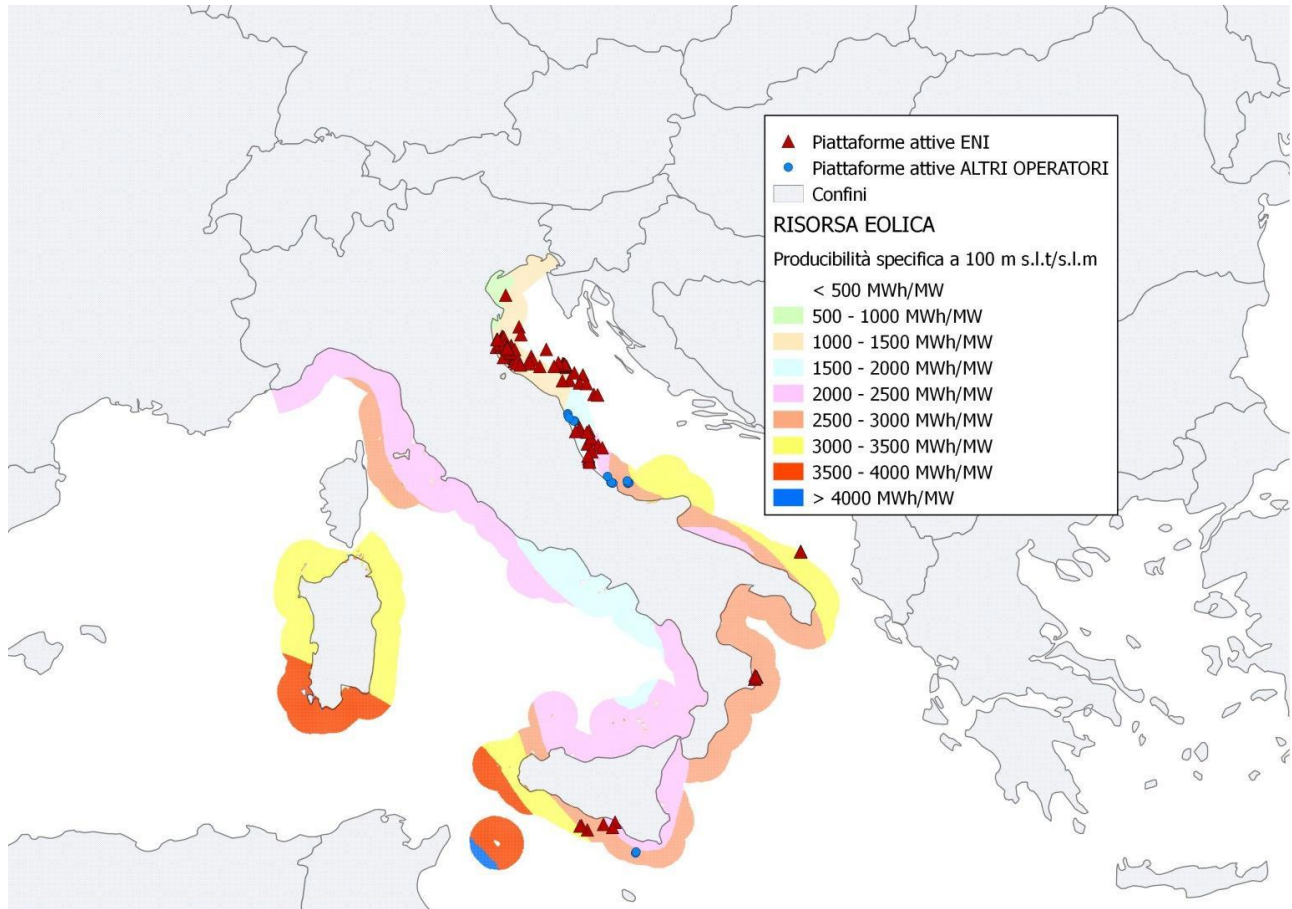 Piattaforme attive ENI
Piattaforme attive ALTRI OPERATORI
Confini
RISORSA EOLICA
Producibilità specifica a 100 m s.l.t/s.l.m
< 500 MWh/MW
500 - 1000 MWh/MW
1000 - 1500 MWh/MW
1500 - 2000 MWh/MW
2000 - 2500 MWh/MW
2500 - 3000 MWh/MW
3000 - 3500 MWh/MW
3500 - 4000 MWh/MW
> 4000 MWh/MW